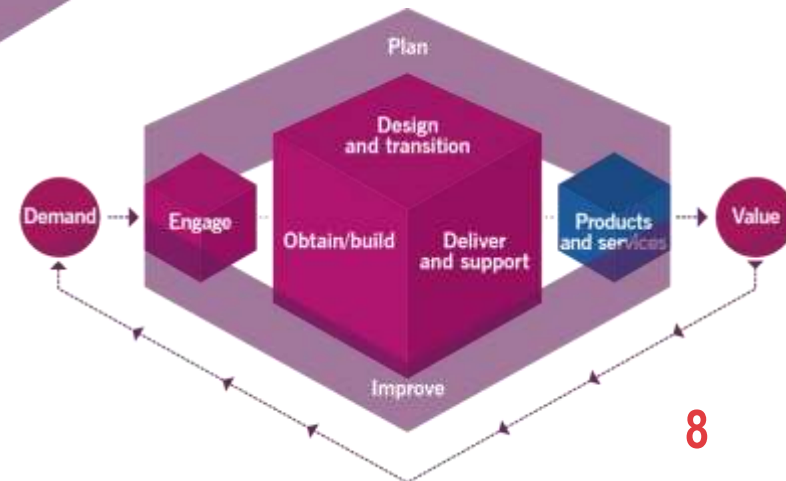 Plan
Design
and transition
Demand
Engage
Obtain/build
Deliver
and support
Products
and services
Value
Improve
8